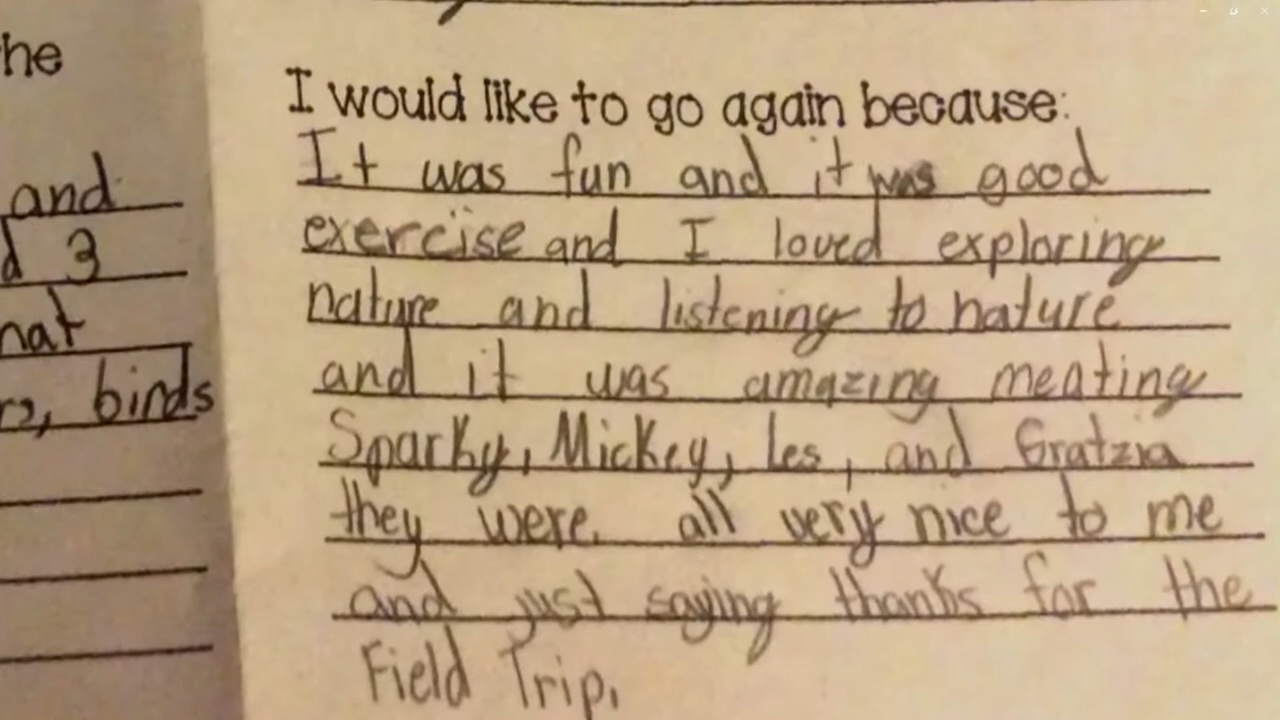 he
and
d 3
hat
rs, birds
I would like to go again because:
It was fun and it was good
exercise and I loved exploring
nature and listening to nature
and it was amazing meating
Sparky, Mickey, Les, and Gratzia
they were. all very nice to me
and just saying thanks for the
Field Trip.